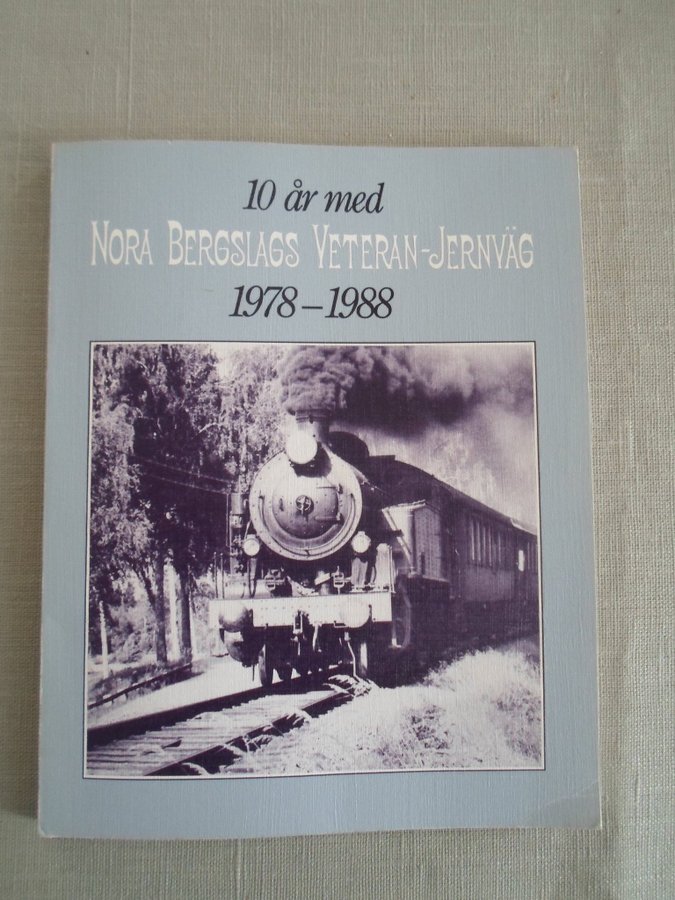 10 år med
NORA BERGSLAGS VETERAN-JERNVÄG
1978–1988